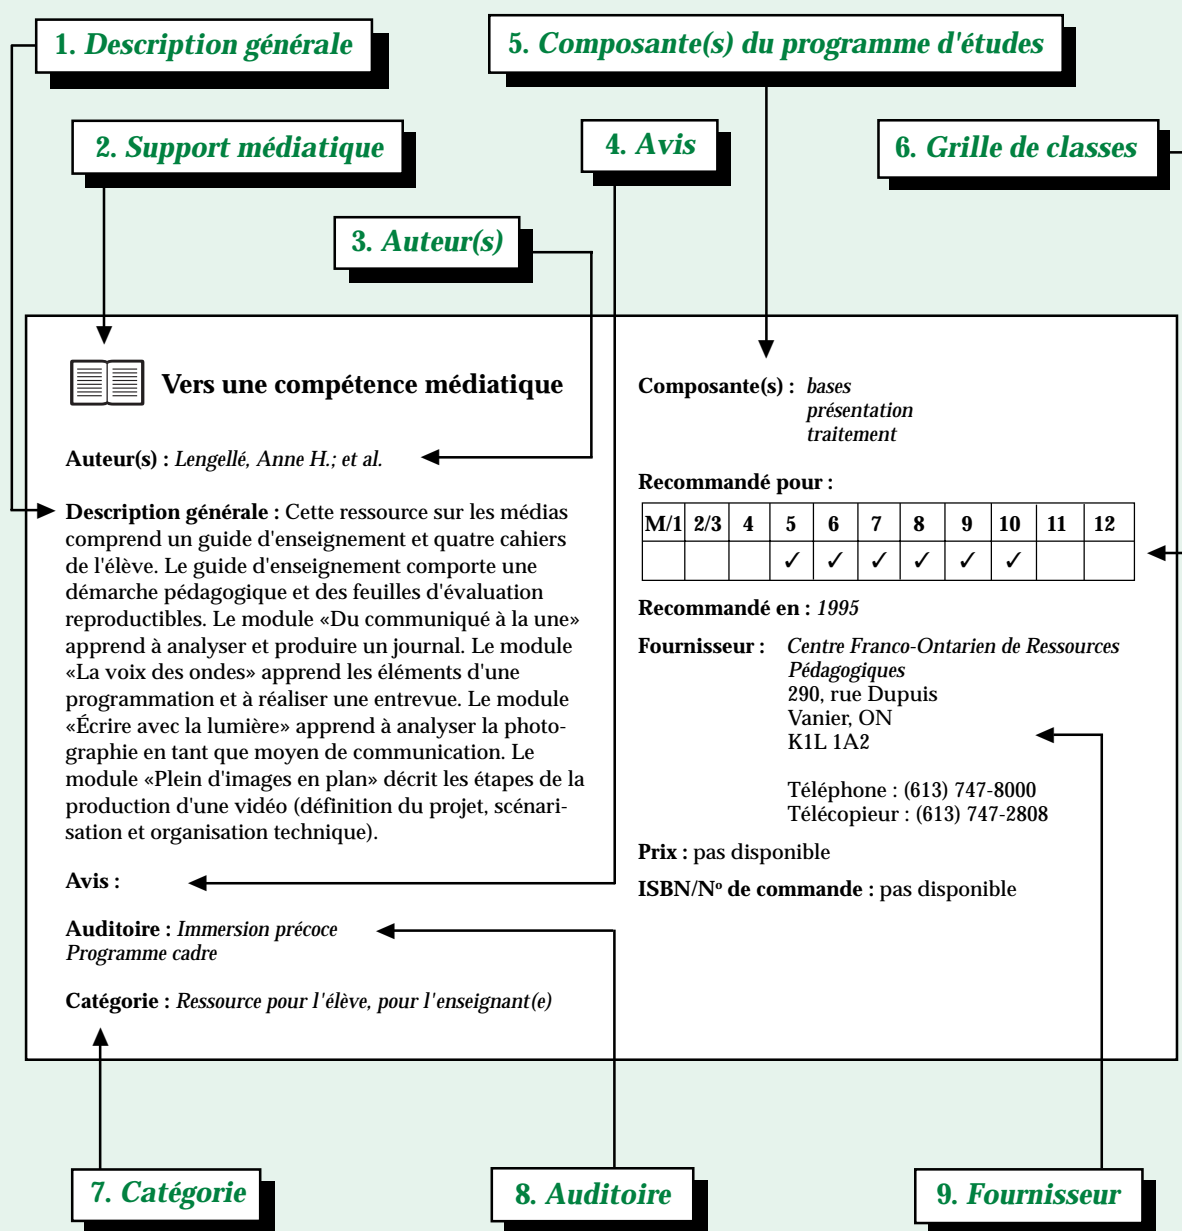 1. Description générale
5. Composante(s) du programme d'études
2. Support médiatique
4. Avis
6. Grille de classes
3. Auteur(s)
Vers une compétence médiatique
Auteur(s) : Lengellé, Anne H.; et al.
Description générale : Cette ressource sur les médias
comprend un guide d'enseignement et quatre cahiers
de l'élève. Le guide d'enseignement comporte une
démarche pédagogique et des feuilles d'évaluation
reproductibles. Le module «Du communiqué à la une»
apprend à analyser et produire un journal. Le module
«La voix des ondes» apprend les éléments d'une
programmation et à réaliser une entrevue. Le module
«Écrire avec la lumière» apprend à analyser la photo-
graphie en tant que moyen de communication. Le
module «Plein d'images en plan» décrit les étapes de la
production d'une vidéo (définition du projet, scénari-
sation et organisation technique).
Avis :
Auditoire : Immersion précoce
Programme cadre
Catégorie : Ressource pour l'élève, pour l'enseignant(e)
Composante(s) : bases
présentation
traitement
Recommandé pour :
M/1 2/3 4 5 6 7 8 9 10 11 12
✓ ✓ ✓ ✓ ✓ ✓
Recommandé en : 1995
Fournisseur : Centre Franco-Ontarien de Ressources
Pédagogiques
290, rue Dupuis
Vanier, ON
K1L 1A2
Téléphone : (613) 747-8000
Télécopieur : (613) 747-2808
Prix : pas disponible
ISBN/Nº de commande : pas disponible
7. Catégorie
8. Auditoire
9. Fournisseur